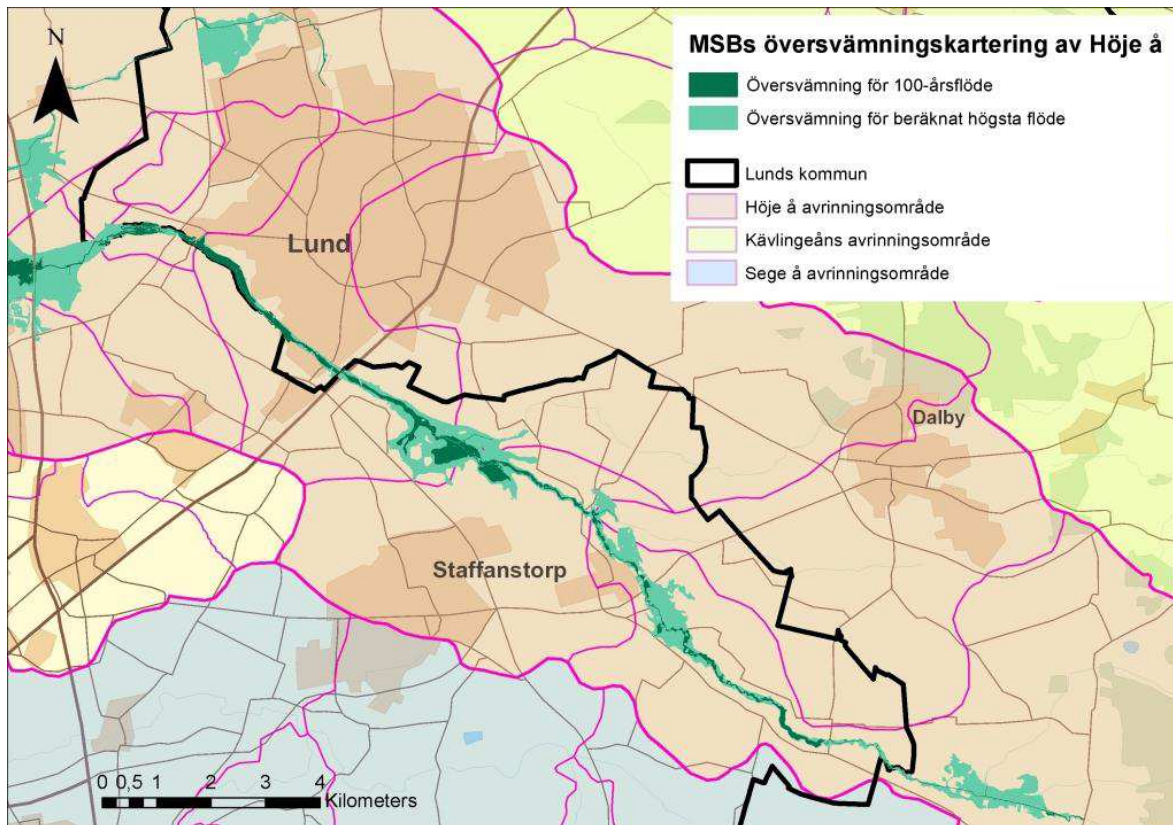 N
MSBs översvämningskartering av Höje å
Översvämning för 100-årsflöde
Översvämning för beräknat högsta flöde
Lunds kommun
Höje å avrinningsområde
Kävlingeåns avrinningsområde
Sege å avrinningsområde
Lund
Dalby
Staffanstorp
0 0,5 1 2 3 4
Kilometers